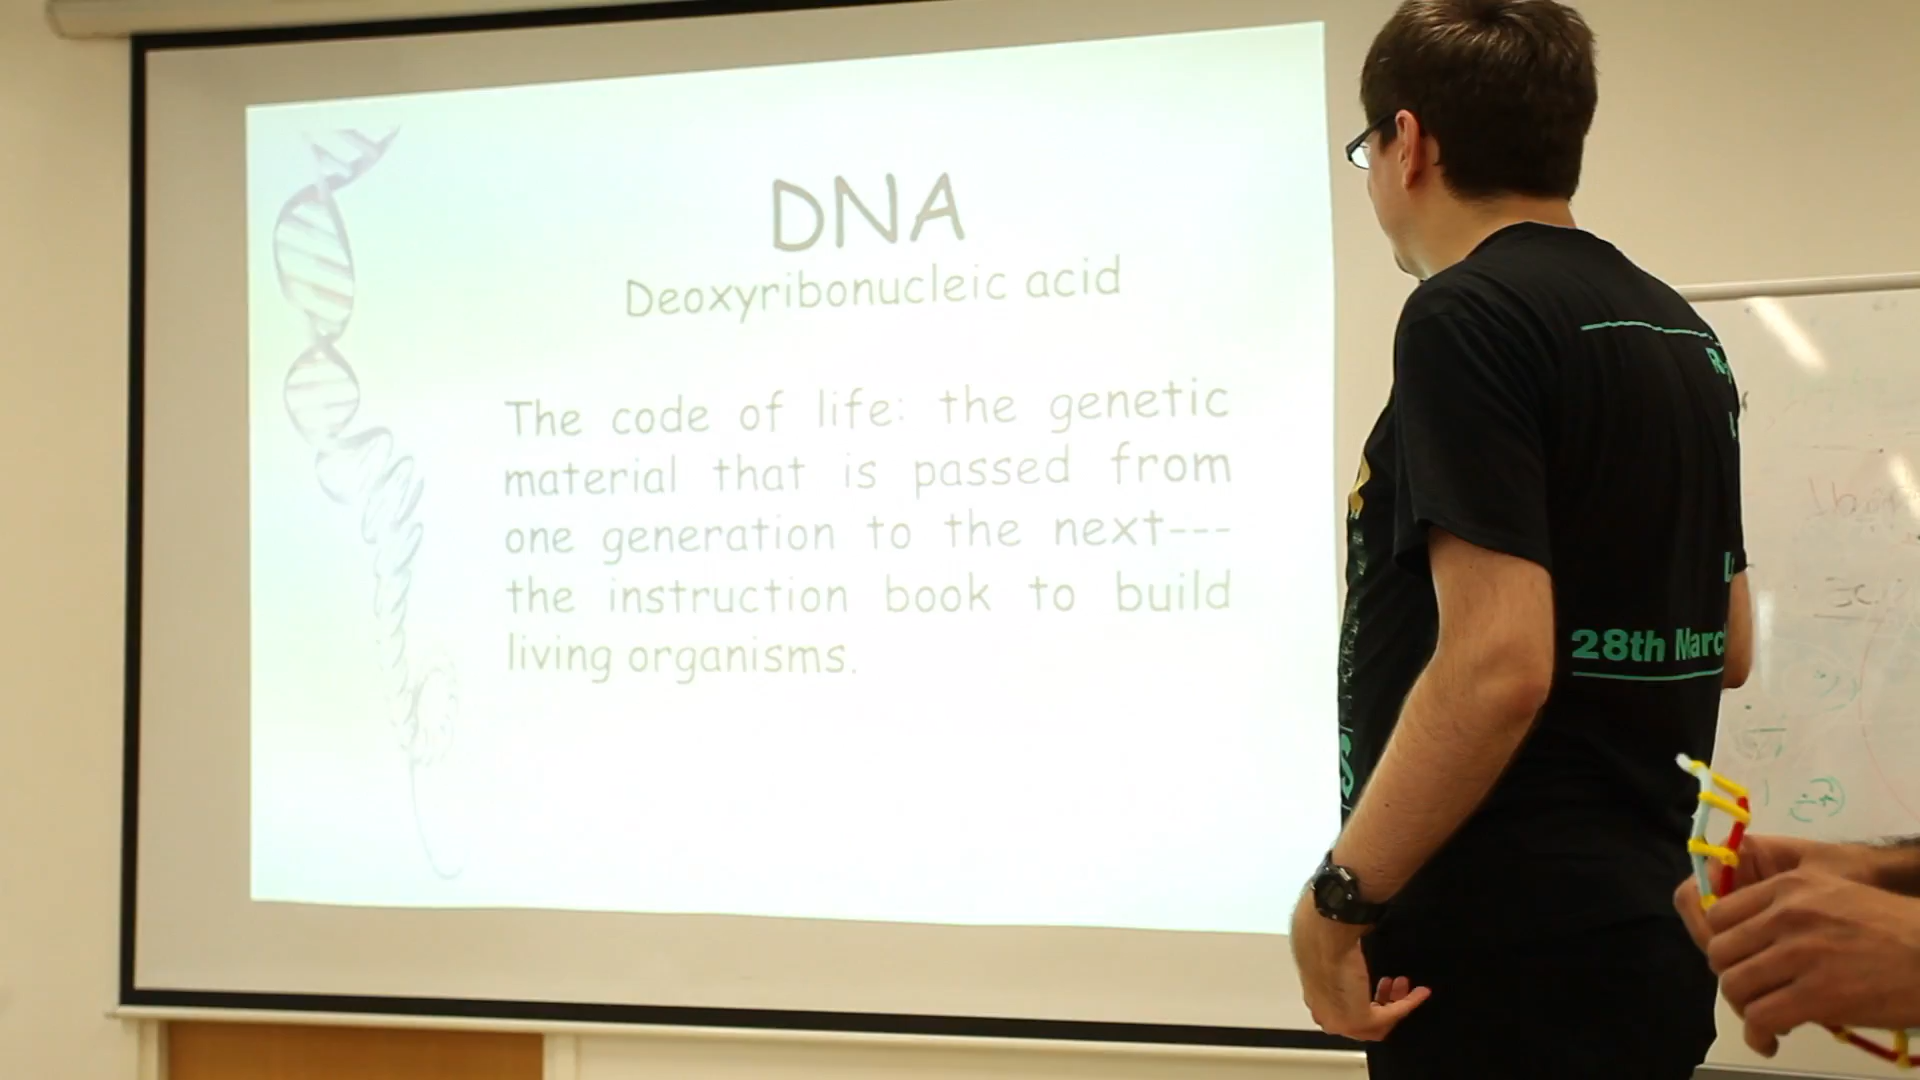 DNA
Deoxyribonucleic acid
The code of life: the genetic
material that is passed from
one generation to the next---
the instruction book to build
living organisms.
28th Marc